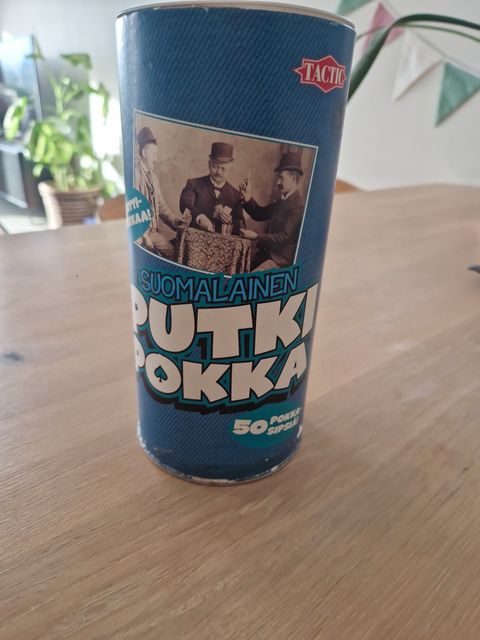 TACTIC
SUOMALAINEN
PUTKI
POKKA
50 POKKA-
SIPSIÄ!